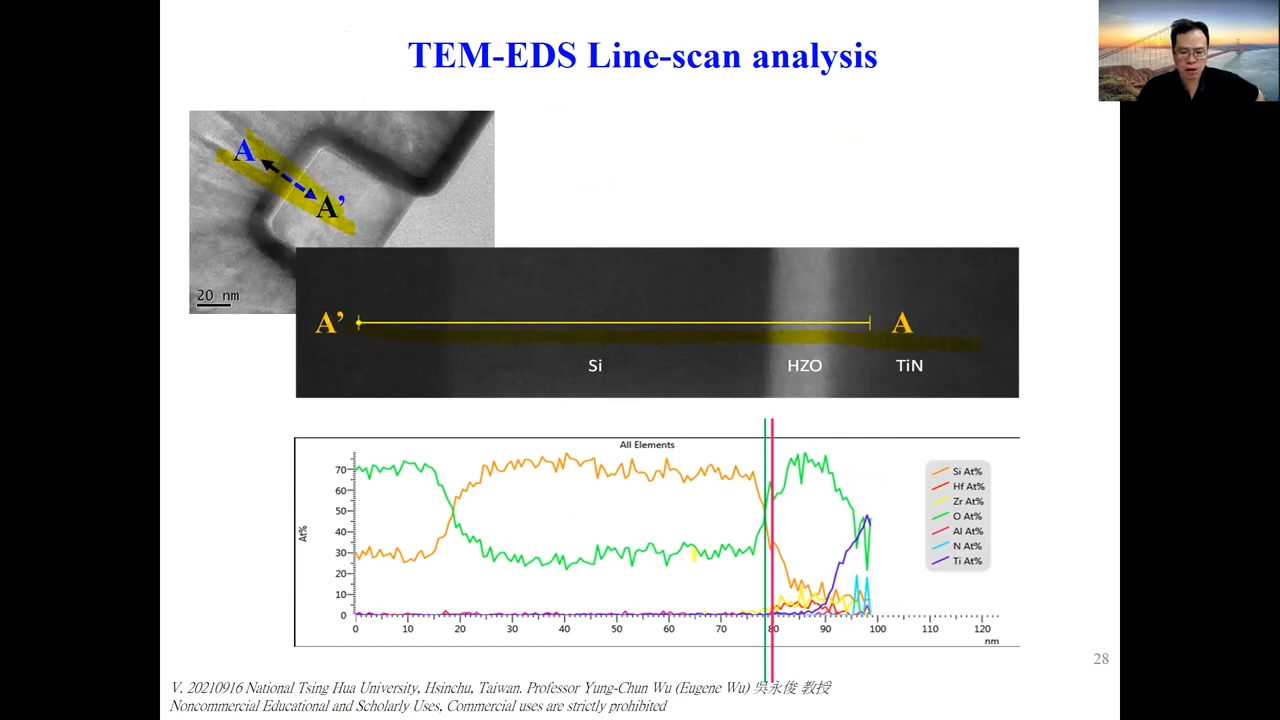 TEM-EDS Line-scan analysis
A
A’
20 nm
A’
A
Si
HZO
TiN
All Elements
At%
70
60
50
40
30
20
10
0
0 10 20 30 40 50 60 70 80 90 100 110 120
nm
Si At%
Hf At%
Zr At%
O At%
Al At%
N At%
Ti At%
28
V. 20210916 National Tsing Hua University, Hsinchu, Taiwan. Professor Yung-Chun Wu (Eugene Wu) 吳永俊 教授
Noncommercial Educational and Scholarly Uses, Commercial uses are strictly prohibited